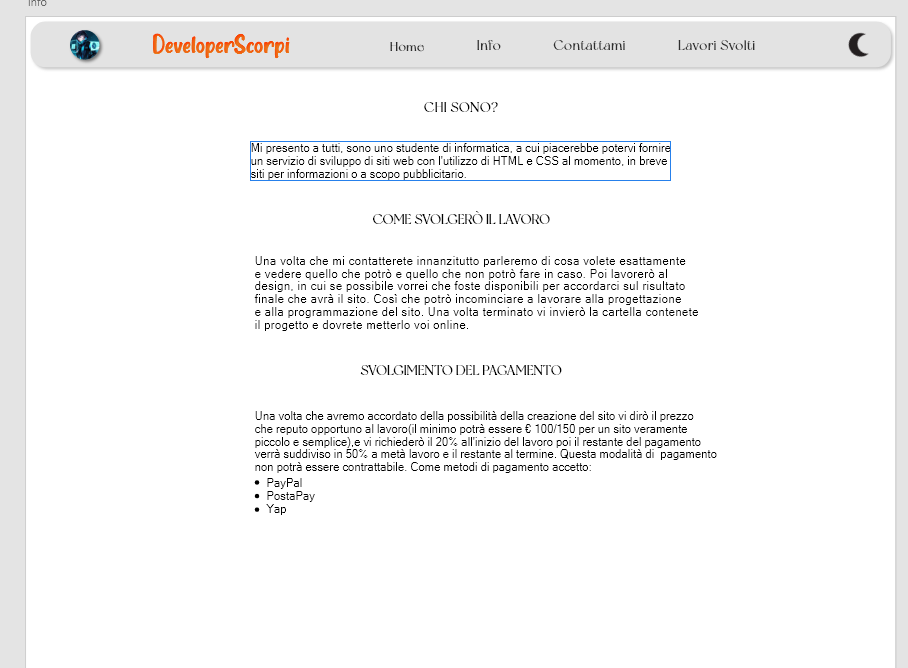 Info
DeveloperScorpi
Home
Info
Contattami
Lavori Svolti
CHI SONO?
Mi presento a tutti, sono uno studente di informatica, a cui piacerebbe potervi fornire
un servizio di sviluppo di siti web con l'utilizzo di HTML e CSS al momento, in breve
siti per informazioni o a scopo pubblicitario.
COME SVOLGERÒ IL LAVORO
Una volta che mi contatterete innanzitutto parleremo di cosa volete esattamente
e vedere quello che potrò e quello che non potrò fare in caso. Poi lavorerò al
design, in cui se possibile vorrei che foste disponibili per accordarci sul risultato
finale che avrà il sito. Così che potrò incominciare a lavorare alla progettazione
e alla programmazione del sito. Una volta terminato vi invierò la cartella contenete
il progetto e dovrete metterlo voi online.
SVOLGIMENTO DEL PAGAMENTO
Una volta che avremo accordato della possibilità della creazione del sito vi dirò il prezzo
che reputo opportuno al lavoro(il minimo potrà essere € 100/150 per un sito veramente
piccolo e semplice),e vi richiederò il 20% all'inizio del lavoro poi il restante del pagamento
verrà suddiviso in 50% a metà lavoro e il restante al termine. Questa modalità di  pagamento
non potrà essere contrattabile. Come metodi di pagamento accetto:
• PayPal
• PostaPay
• Yap